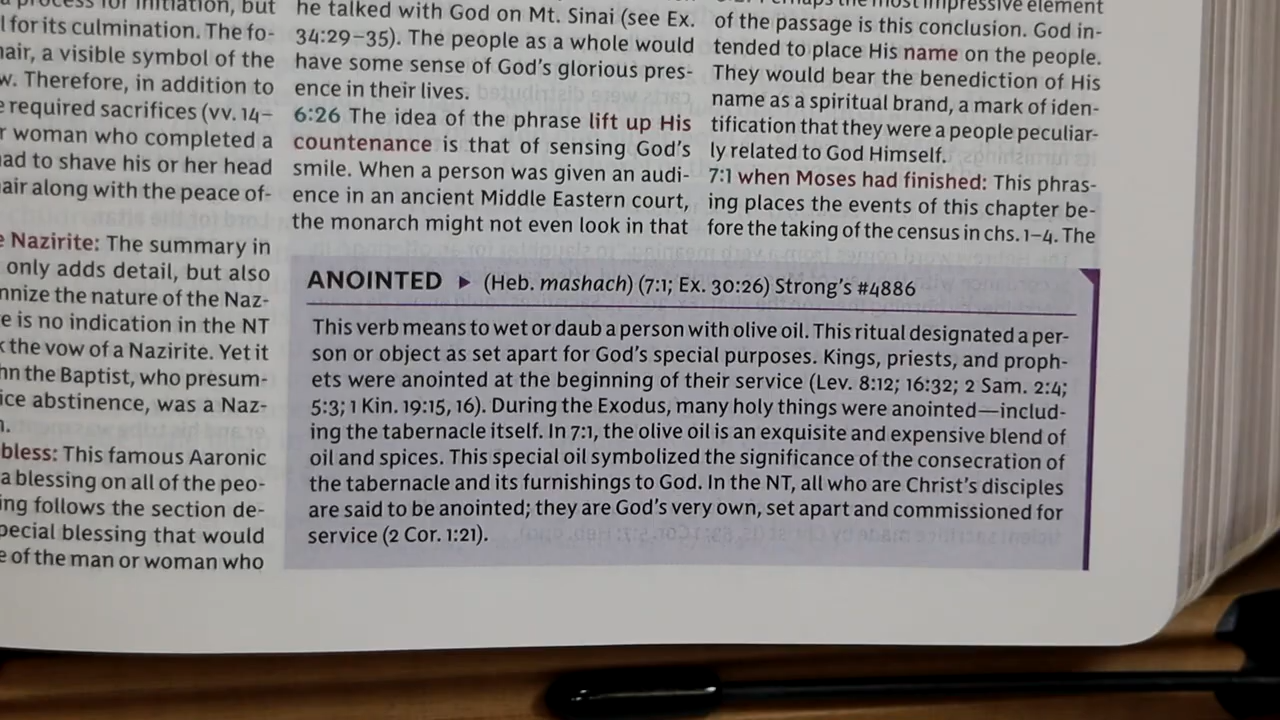 for its culmination. The fo-
hair, a visible symbol of the
Therefore, in addition to
required sacrifices (vv. 14–
woman who completed a
had to shave his or her head
hair along with the peace of-
Nazirite: The summary in
only adds detail, but also
the nature of the Naz-
is no indication in the NT
the vow of a Nazirite. Yet it
the Baptist, who presum-
abstinence, was a Naz-
bless: This famous Aaronic
a blessing on all of the peo-
follows the section de-
blessing that would
of the man or woman who
he talked with God on Mt. Sinai (see Ex.
34:29–35). The people as a whole would
have some sense of God's glorious pres-
ence in their lives.
6:26 The idea of the phrase lift up His
countenance is that of sensing God's
smile. When a person was given an audi-
ence in an ancient Middle Eastern court,
the monarch might not even look in that
the most impressive element
of the passage is this conclusion. God in-
tended to place His name on the people.
They would bear the benediction of His
name as a spiritual brand, a mark of iden-
tification that they were a people peculiar-
ly related to God Himself.
7:1 when Moses had finished: This phras-
ing places the events of this chapter be-
fore the taking of the census in chs. 1–4. The
ANOINTED ▶ (Heb. mashach) (7:1; Ex. 30:26) Strong's #4886
This verb means to wet or daub a person with olive oil. This ritual designated a per-
son or object as set apart for God's special purposes. Kings, priests, and proph-
ets were anointed at the beginning of their service (Lev. 8:12; 16:32; 2 Sam. 2:4;
5:3; 1 Kin. 19:15, 16). During the Exodus, many holy things were anointed—includ-
ing the tabernacle itself. In 7:1, the olive oil is an exquisite and expensive blend of
oil and spices. This special oil symbolized the significance of the consecration of
the tabernacle and its furnishings to God. In the NT, all who are Christ's disciples
are said to be anointed; they are God's very own, set apart and commissioned for
service (2 Cor. 1:21).